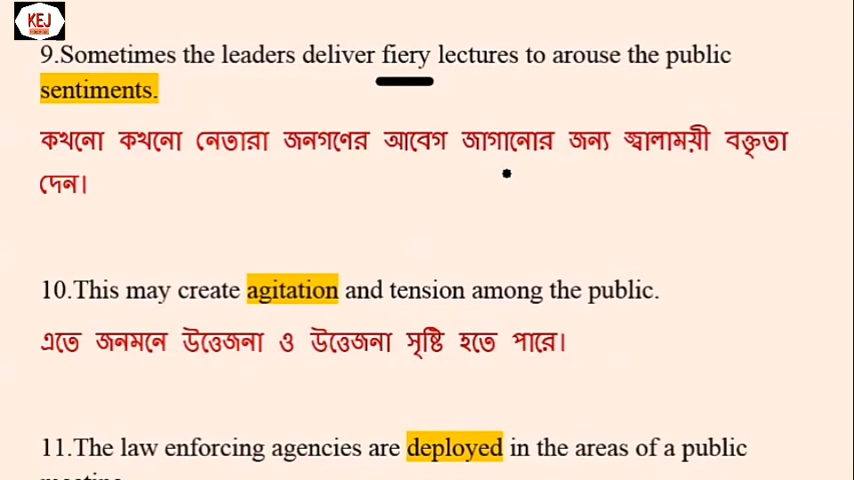 KEJ
9.Sometimes the leaders deliver fiery lectures to arouse the public
sentiments.
কখনো কখনো নেতারা জনগণের আবেগ জাগানোর জন্য জ্বালাময়ী বক্তৃতা
দেন।
10.This may create agitation and tension among the public.
এতে জনমনে উত্তেজনা ও উত্তেজনা সৃষ্টি হতে পারে।
11.The law enforcing agencies are deployed in the areas of a public